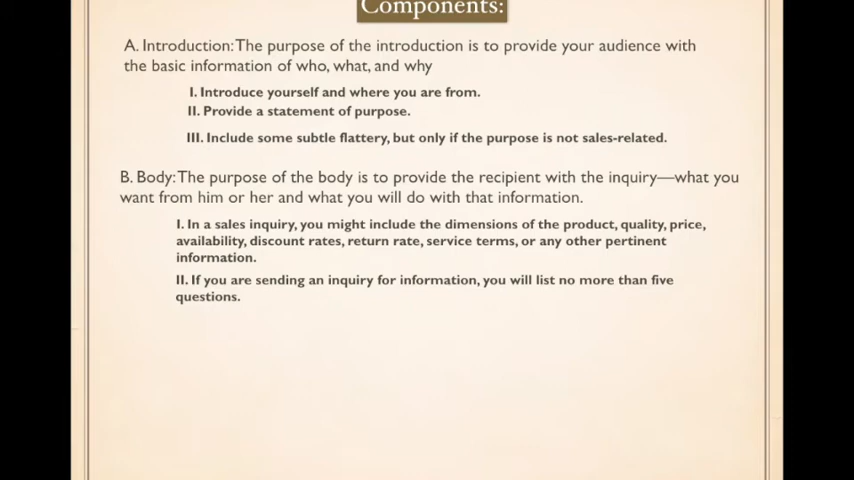 Components:
A. Introduction: The purpose of the introduction is to provide your audience with
the basic information of who, what, and why
I. Introduce yourself and where you are from.
II. Provide a statement of purpose.
III. Include some subtle flattery, but only if the purpose is not sales-related.
B. Body: The purpose of the body is to provide the recipient with the inquiry—what you
want from him or her and what you will do with that information.
I. In a sales inquiry, you might include the dimensions of the product, quality, price,
availability, discount rates, return rate, service terms, or any other pertinent
information.
II. If you are sending an inquiry for information, you will list no more than five
questions.